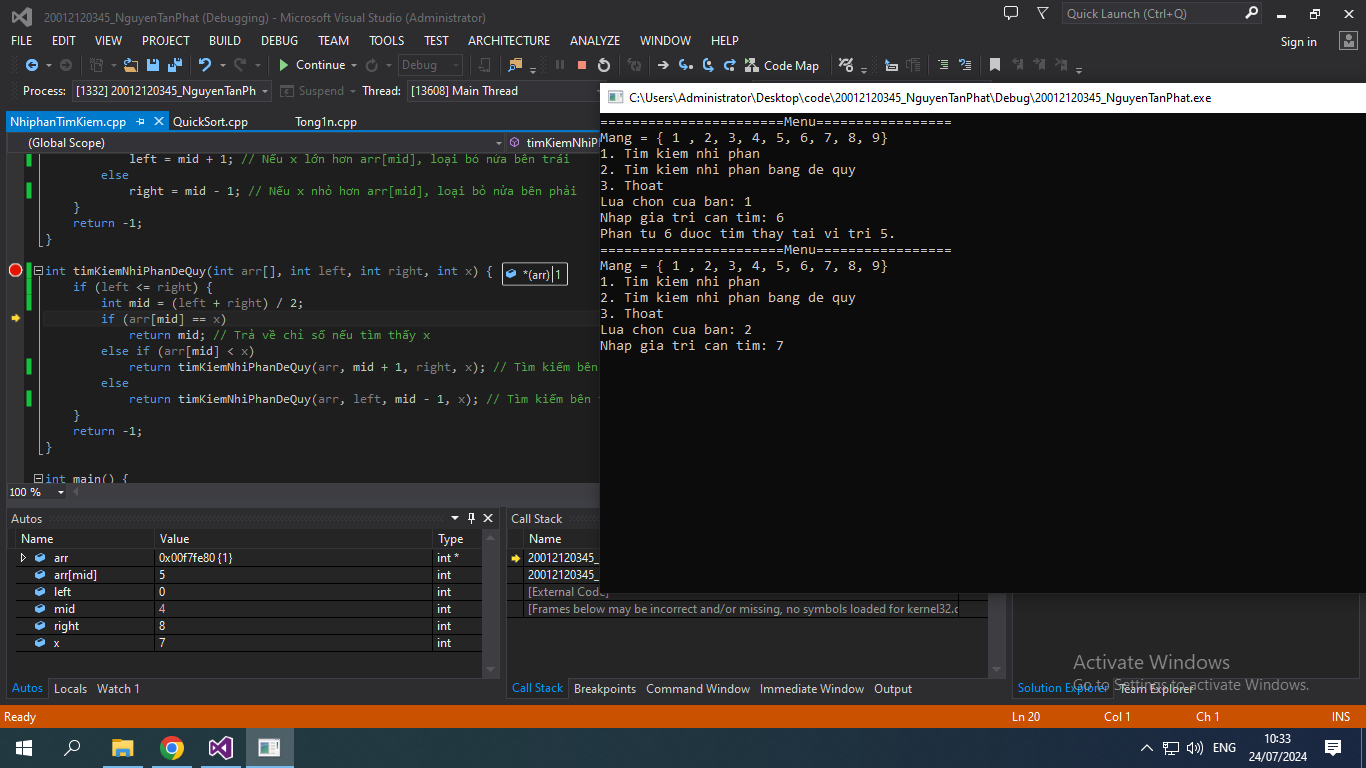 20012120345_NguyenTanPhat (Debugging) - Microsoft Visual Studio (Administrator)
Quick Launch (Ctrl+Q)
FILE EDIT VIEW PROJECT BUILD DEBUG TEAM TOOLS TEST ARCHITECTURE ANALYZE WINDOW HELP
Sign in
Continue Debug Code Map
Process: [1332] 20012120345_NguyenTanPh Suspend Thread: [13608] Main Thread
NhiphanTimKiem.cpp QuickSort.cpp Tong1n.cpp
(Global Scope) timKiemNhiP
left = mid + 1; // Nếu x lớn hơn arr[mid], loại bỏ nửa bên trái
else
right = mid - 1; // Nếu x nhỏ hơn arr[mid], loại bỏ nửa bên phải
}
return -1;
}
int timKiemNhiPhanDeQuy(int arr[], int left, int right, int x) { *(arr) 1
if (left <= right) {
int mid = (left + right) / 2;
if (arr[mid] == x)
return mid; // Trả về chỉ số nếu tìm thấy x
else if (arr[mid] < x)
return timKiemNhiPhanDeQuy(arr, mid + 1, right, x); // Tìm kiếm bên
else
return timKiemNhiPhanDeQuy(arr, left, mid - 1, x); // Tìm kiếm bên
}
return -1;
}
int main() {
100 %
C:\Users\Administrator\Desktop\code\20012120345_NguyenTanPhat\Debug\20012120345_NguyenTanPhat.exe
=======================Menu=================
Mang = { 1 , 2, 3, 4, 5, 6, 7, 8, 9}
1. Tim kiem nhi phan
2. Tim kiem nhi phan bang de quy
3. Thoat
Lua chon cua ban: 1
Nhap gia tri can tim: 6
Phan tu 6 duoc tim thay tai vi tri 5.
=======================Menu=================
Mang = { 1 , 2, 3, 4, 5, 6, 7, 8, 9}
1. Tim kiem nhi phan
2. Tim kiem nhi phan bang de quy
3. Thoat
Lua chon cua ban: 2
Nhap gia tri can tim: 7
Autos
Name Value Type
arr 0x00f7fe80 {1} int *
arr[mid] 5 int
left 0 int
mid 4 int
right 8 int
x 7 int
Autos Locals Watch 1
Call Stack
Name
20012120345_
20012120345_
[External Code]
[Frames below may be incorrect and/or missing, no symbols loaded for kernel32.d
Call Stack Breakpoints Command Window Immediate Window Output
Activate Windows
Go to Settings to activate Windows.
Solution Explorer Team Explorer
Ready Ln 20 Col 1 Ch 1 INS
ENG
10:33
24/07/2024